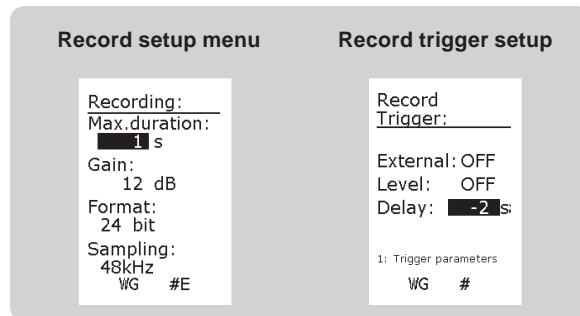 Record setup menu
Recording:
Max.duration:
1 s
Gain:
12 dB
Format:
24 bit
Sampling:
48kHz
WG #E
Record trigger setup
Record
Trigger:
External: OFF
Level: OFF
Delay: -2 s
1: Trigger parameters
WG #